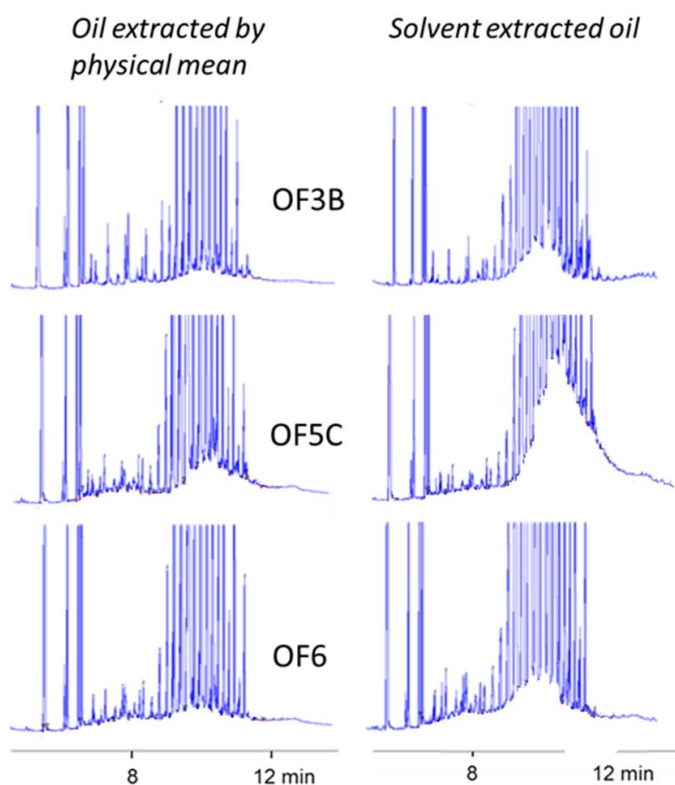 Oil extracted by
physical mean
Solvent extracted oil
OF3B
OF5C
OF6
8
12 min
8
12 min